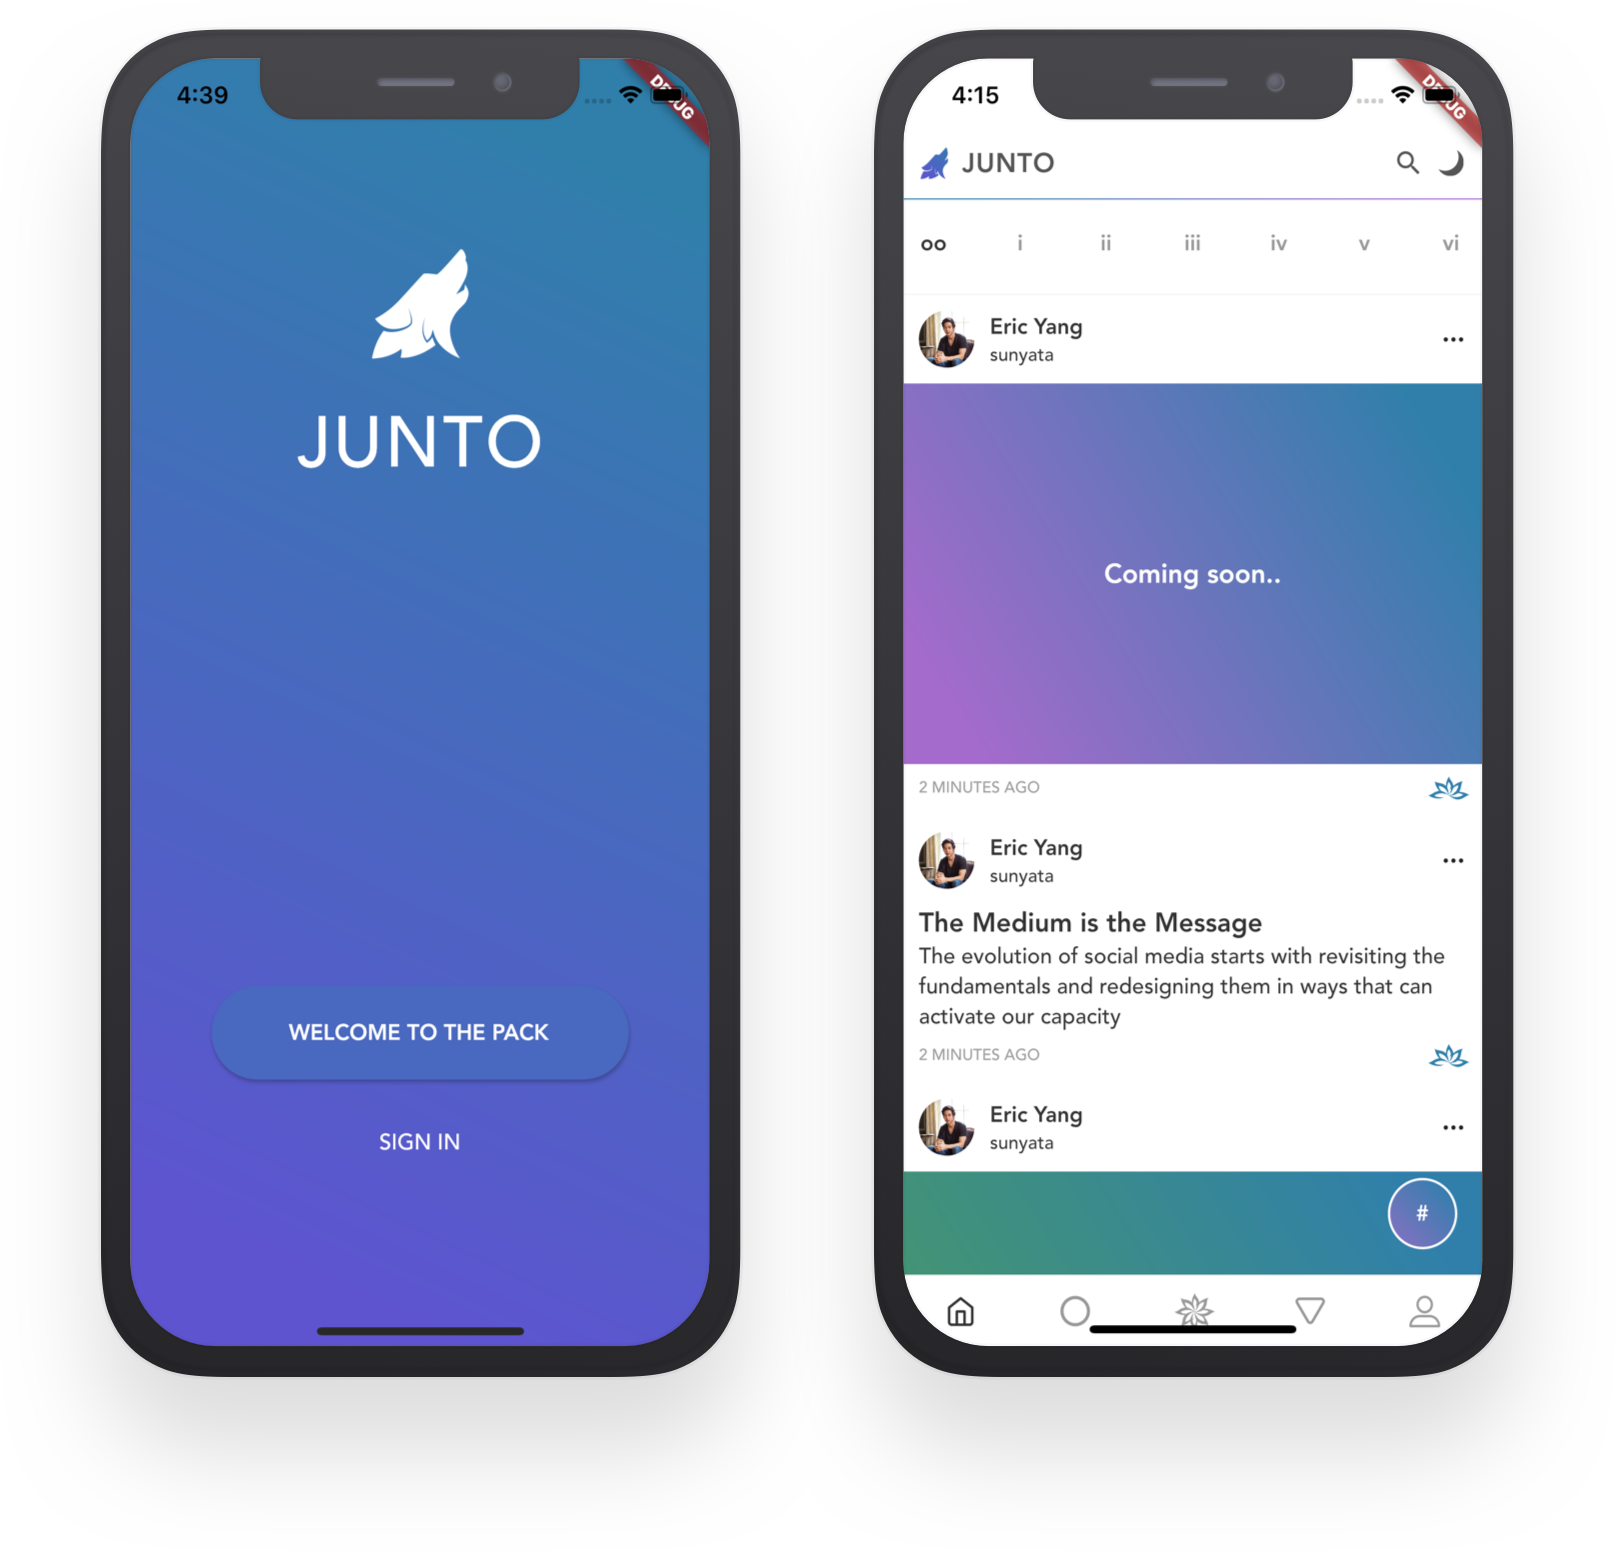 4:39
DEBUG
JUNTO
WELCOME TO THE PACK
SIGN IN
4:15
DEBUG
JUNTO
oo i ii iii iv v vi
Eric Yang
sunyata
Coming soon..
2 MINUTES AGO
Eric Yang
sunyata
The Medium is the Message
The evolution of social media starts with revisiting the
fundamentals and redesigning them in ways that can
activate our capacity
2 MINUTES AGO
Eric Yang
sunyata
#